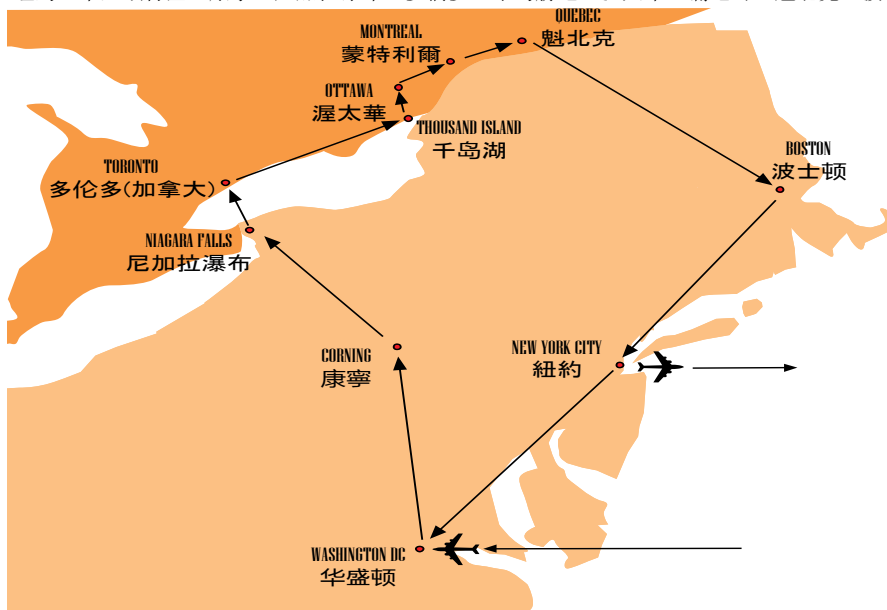 QUEBEC
魁北克
MONTREAL
蒙特利爾
OTTAWA
渥太華
THOUSAND ISLAND
千岛湖
BOSTON
波士顿
TORONTO
多伦多(加拿大)
NIAGARA FALLS
尼加拉瀑布
NEW YORK CITY
紐約
CORNING
康寧
WASHINGTON DC
华盛顿